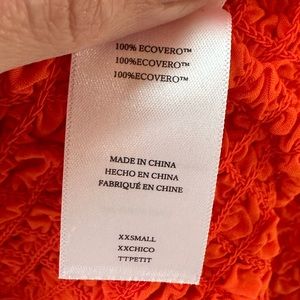 100% ECOVERO™
100%ECOVERO™
100%ECOVERO™
MADE IN CHINA
HECHO EN CHINA
FABRIQUÉ EN CHINE
XXSMALL
XXCHICO
TTPETIT